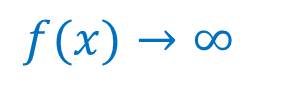 f(x) → ∞